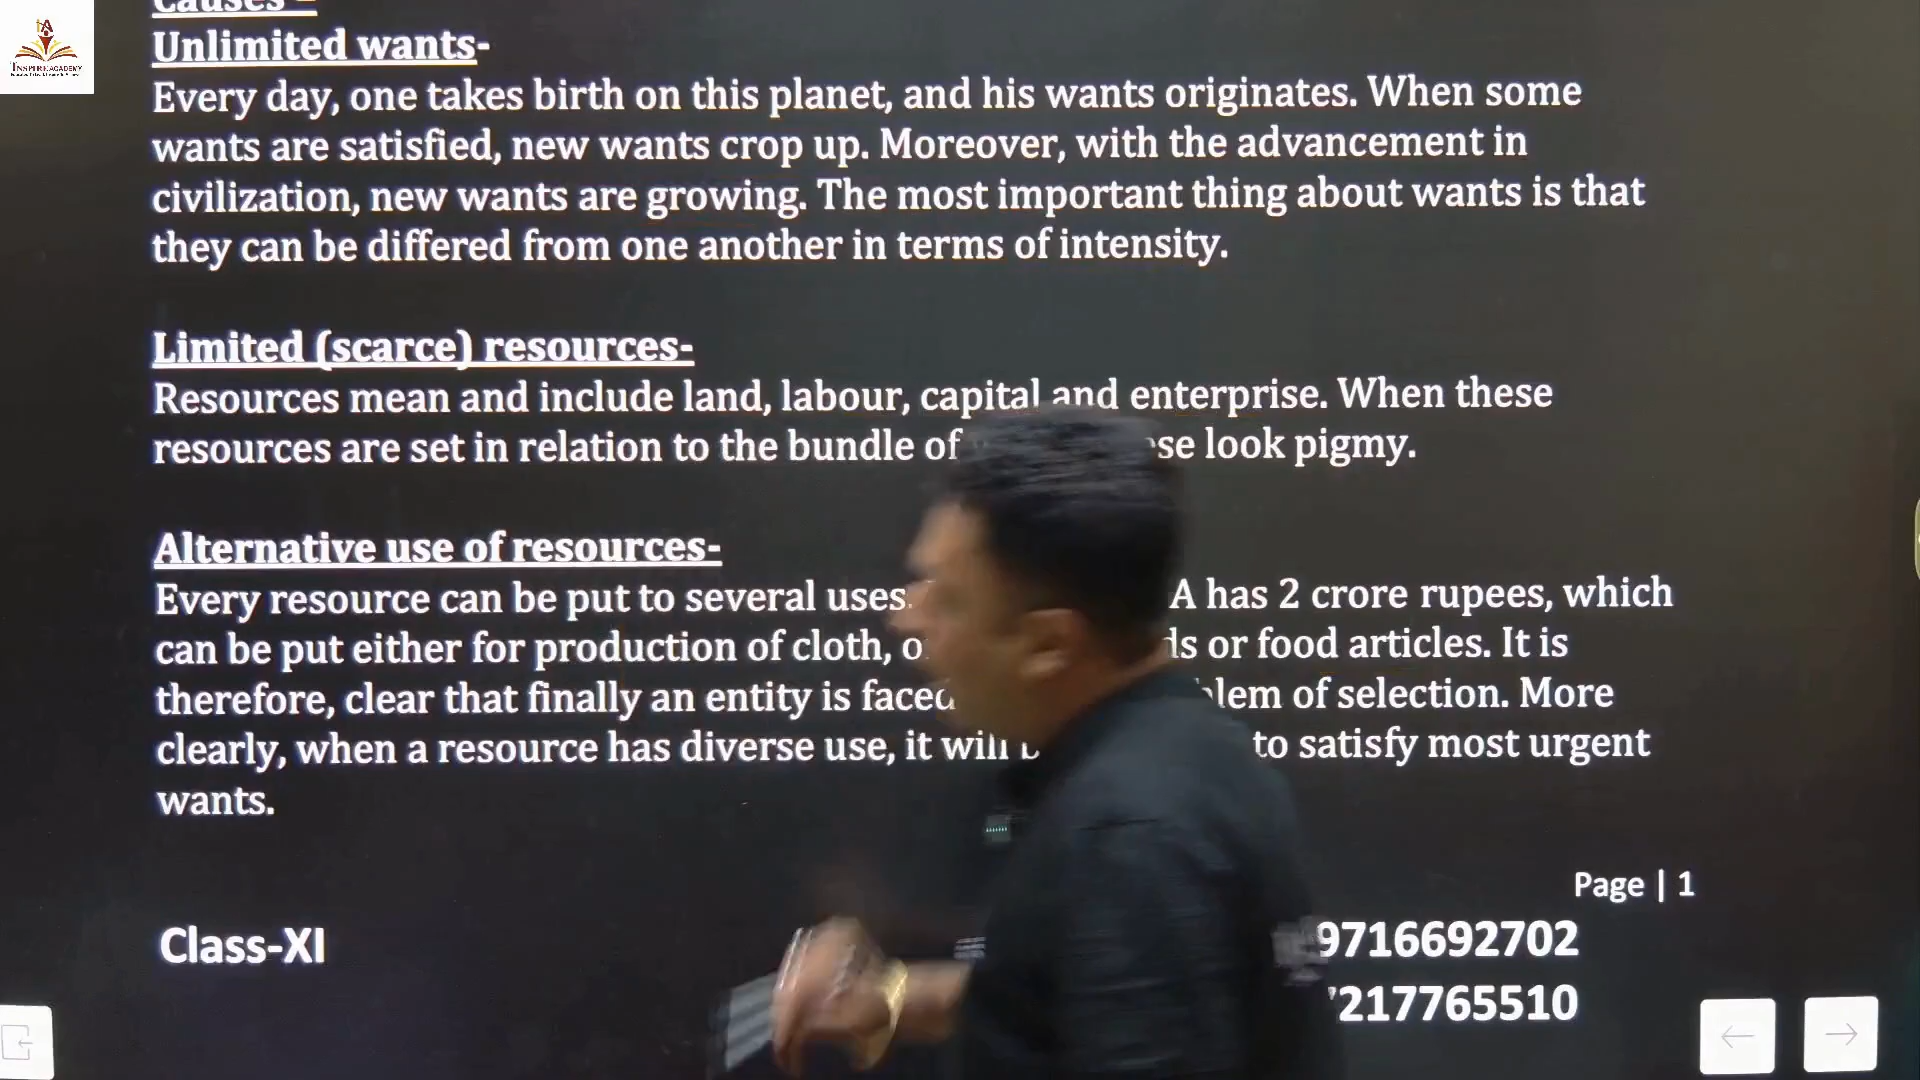 Causes –
Unlimited wants-
Every day, one takes birth on this planet, and his wants originates. When some
wants are satisfied, new wants crop up. Moreover, with the advancement in
civilization, new wants are growing. The most important thing about wants is that
they can be differed from one another in terms of intensity.
Limited (scarce) resources-
Resources mean and include land, labour, capital and enterprise. When these
resources are set in relation to the bundle of look pigmy.
Alternative use of resources-
Every resource can be put to several uses. A has 2 crore rupees, which
can be put either for production of cloth, or food articles. It is
therefore, clear that finally an entity is faced of selection. More
clearly, when a resource has diverse use, it will to satisfy most urgent
wants.
Page | 1
Class-XI
9716692702
217765510
INSPIRE ACADEMY